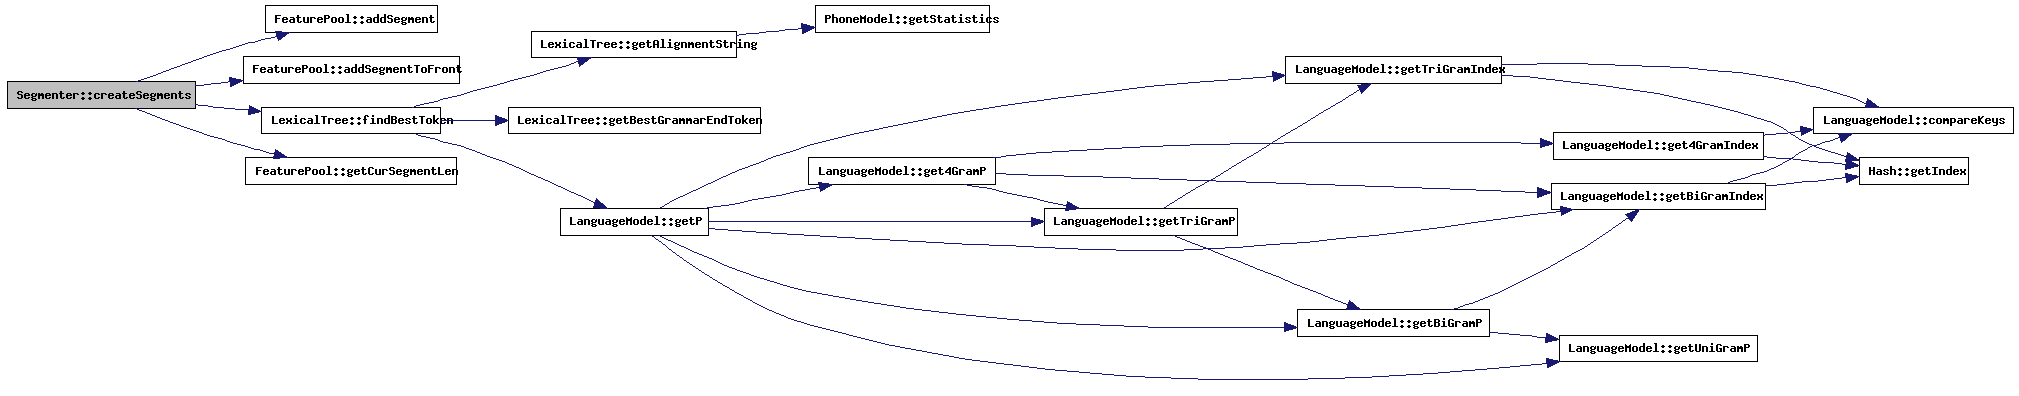 Segmenter::createSegments
FeaturePool::addSegment
FeaturePool::addSegmentToFront
LexicalTree::findBestToken
FeaturePool::getCurSegmentLen
LexicalTree::getAlignmentString
LexicalTree::getBestGrammarEndToken
LanguageModel::getP
PhoneModel::getStatistics
LanguageModel::get4GramP
LanguageModel::getTriGramP
LanguageModel::getTriGramIndex
LanguageModel::getBiGramP
LanguageModel::get4GramIndex
LanguageModel::getBiGramIndex
LanguageModel::getUniGramP
LanguageModel::compareKeys
Hash::getIndex